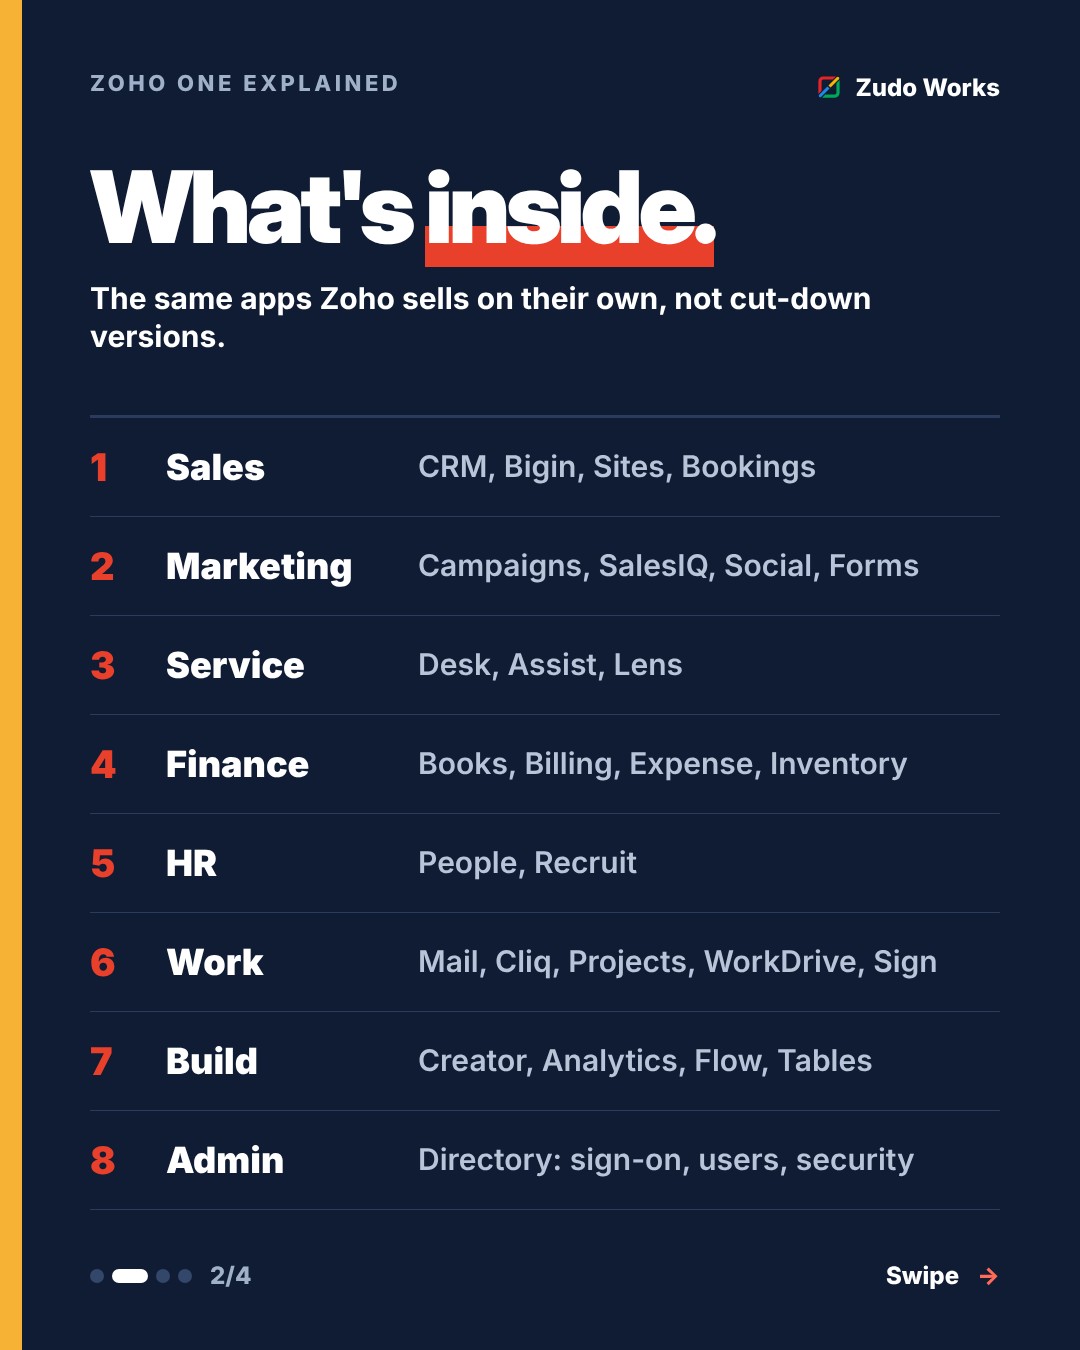 ZOHO ONE EXPLAINED
Zudo Works
What's inside.
The same apps Zoho sells on their own, not cut-down
versions.
1 Sales CRM, Bigin, Sites, Bookings
2 Marketing Campaigns, SalesIQ, Social, Forms
3 Service Desk, Assist, Lens
4 Finance Books, Billing, Expense, Inventory
5 HR People, Recruit
6 Work Mail, Cliq, Projects, WorkDrive, Sign
7 Build Creator, Analytics, Flow, Tables
8 Admin Directory: sign-on, users, security
2/4
Swipe →